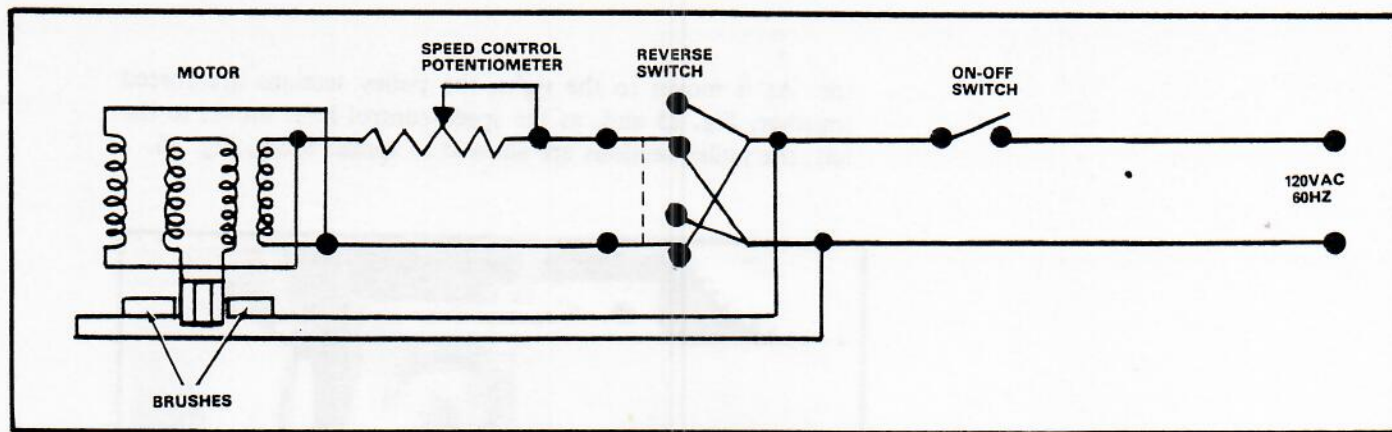 MOTOR
SPEED CONTROL
POTENTIOMETER
REVERSE
SWITCH
ON-OFF
SWITCH
120VAC
60HZ
BRUSHES